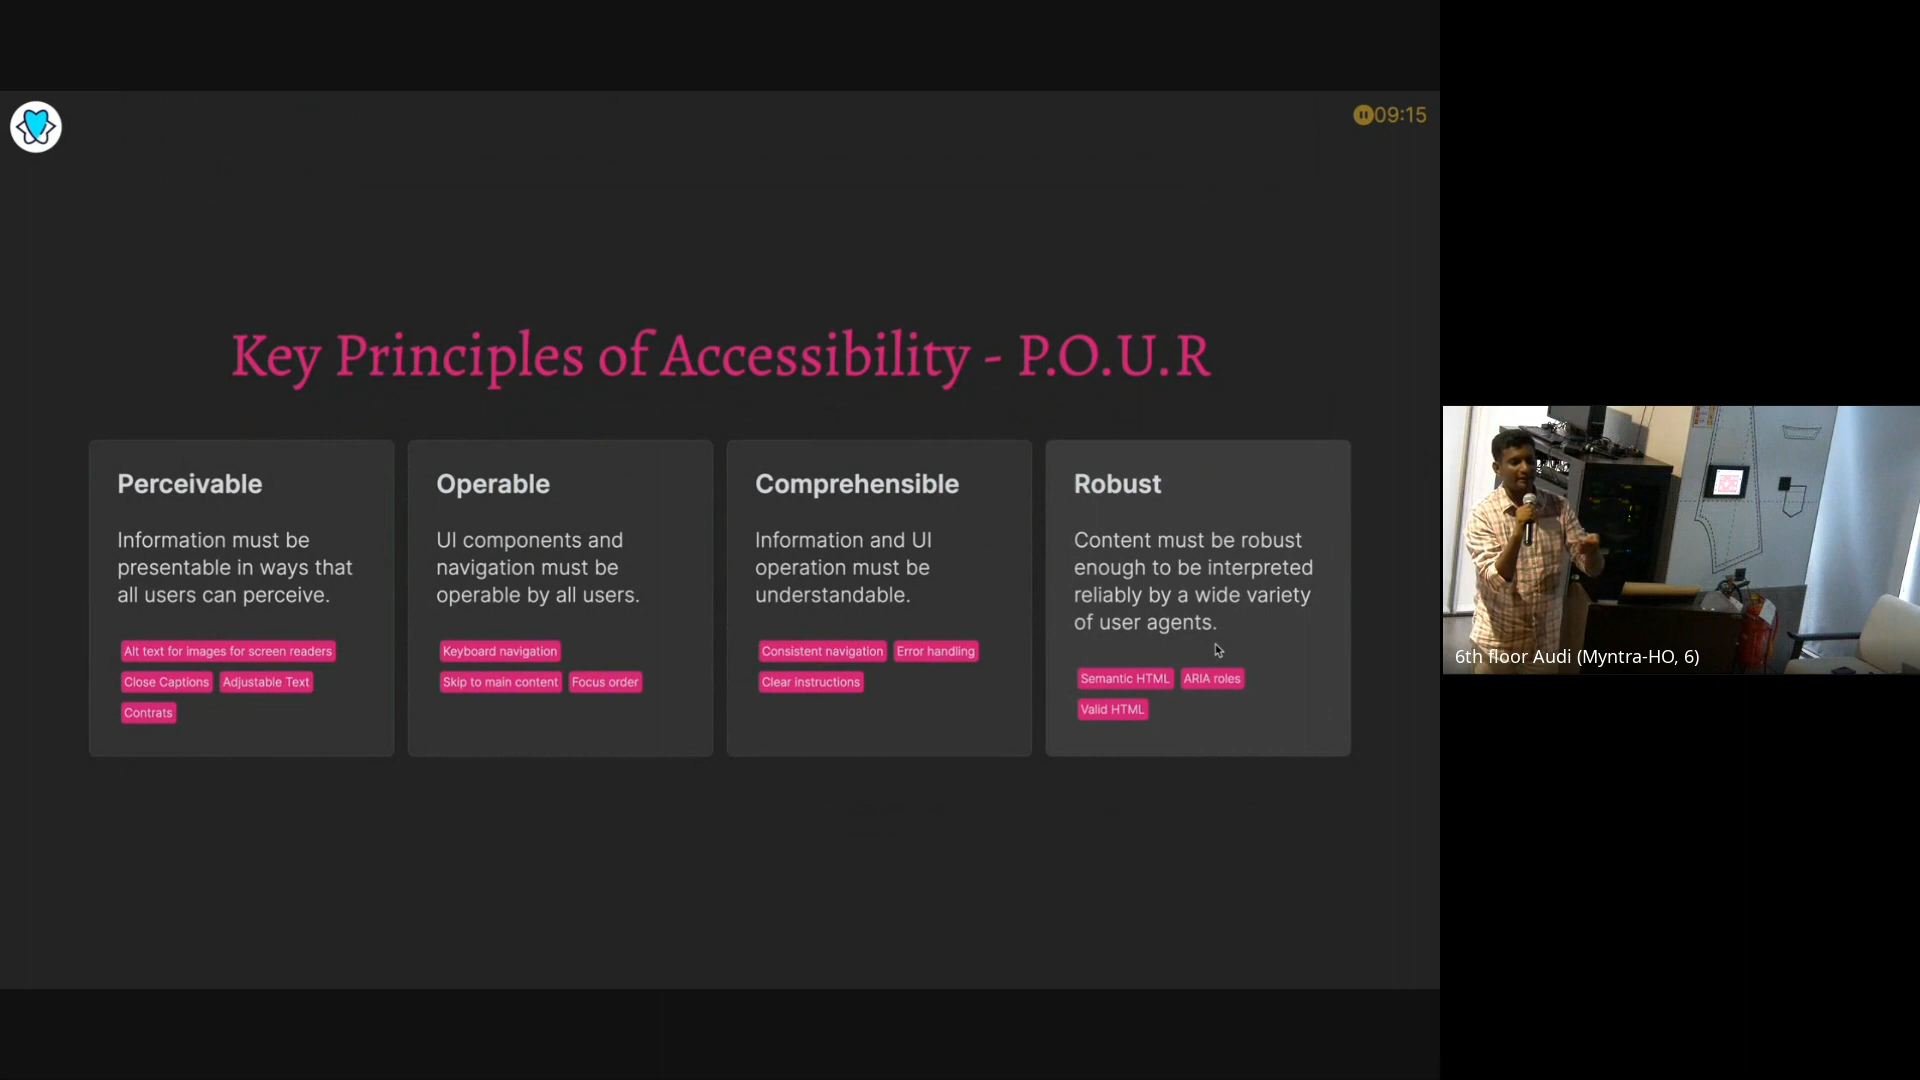 09:15
Key Principles of Accessibility - P.O.U.R
Perceivable
Information must be
presentable in ways that
all users can perceive.
Alt text for images for screen readers
Close Captions
Adjustable Text
Contrats
Operable
UI components and
navigation must be
operable by all users.
Keyboard navigation
Skip to main content
Focus order
Comprehensible
Information and UI
operation must be
understandable.
Consistent navigation
Error handling
Clear instructions
Robust
Content must be robust
enough to be interpreted
reliably by a wide variety
of user agents.
Semantic HTML
ARIA roles
Valid HTML
6th floor Audi (Myntra-HO, 6)